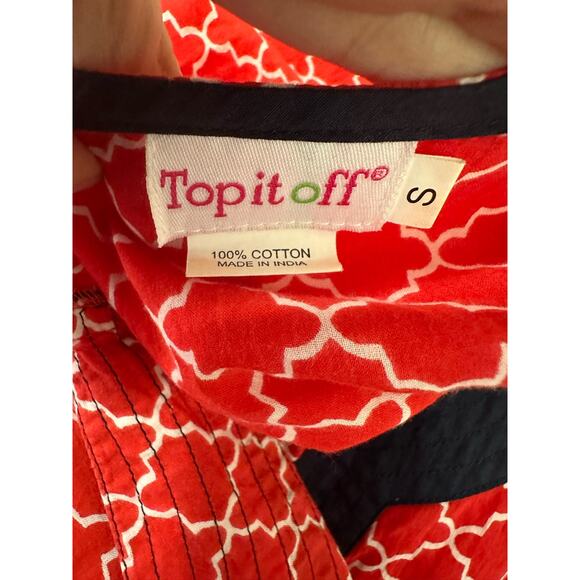 Top it off®
S
100% COTTON
MADE IN INDIA